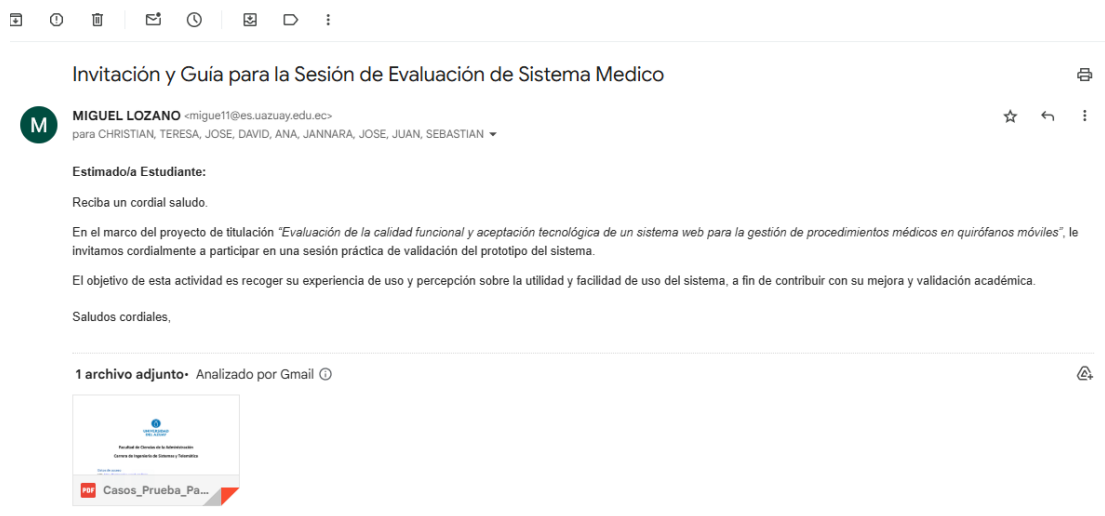 Invitación y Guía para la Sesión de Evaluación de Sistema Medico
M
MIGUEL LOZANO <migue11@es.uazuay.edu.ec>
para CHRISTIAN, TERESA, JOSE, DAVID, ANA, JANNARA, JOSE, JUAN, SEBASTIAN
Estimado/a Estudiante:
Reciba un cordial saludo.
En el marco del proyecto de titulación "Evaluación de la calidad funcional y aceptación tecnológica de un sistema web para la gestión de procedimientos médicos en quirófanos móviles", le
invitamos cordialmente a participar en una sesión práctica de validación del prototipo del sistema.
El objetivo de esta actividad es recoger su experiencia de uso y percepción sobre la utilidad y facilidad de uso del sistema, a fin de contribuir con su mejora y validación académica.
Saludos cordiales,
1 archivo adjunto• Analizado por Gmail
UNIVERSIDAD
DEL AZUAY
Facultad de Ciencias de la Administración
Carrera de Ingeniería de Sistemas y Telemática
PDF Casos_Prueba_Pa...